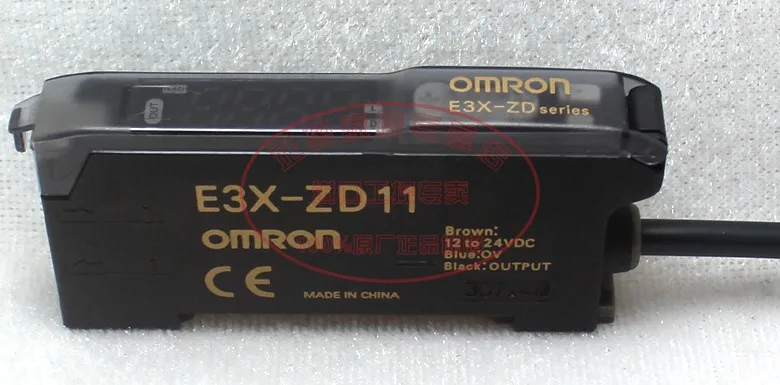 OUT
OMRON
E3X-ZD series
E3X-ZD11
OMRON
Brown:
12 to 24VDC
Blue:0V
Black:OUTPUT
CE
MADE IN CHINA